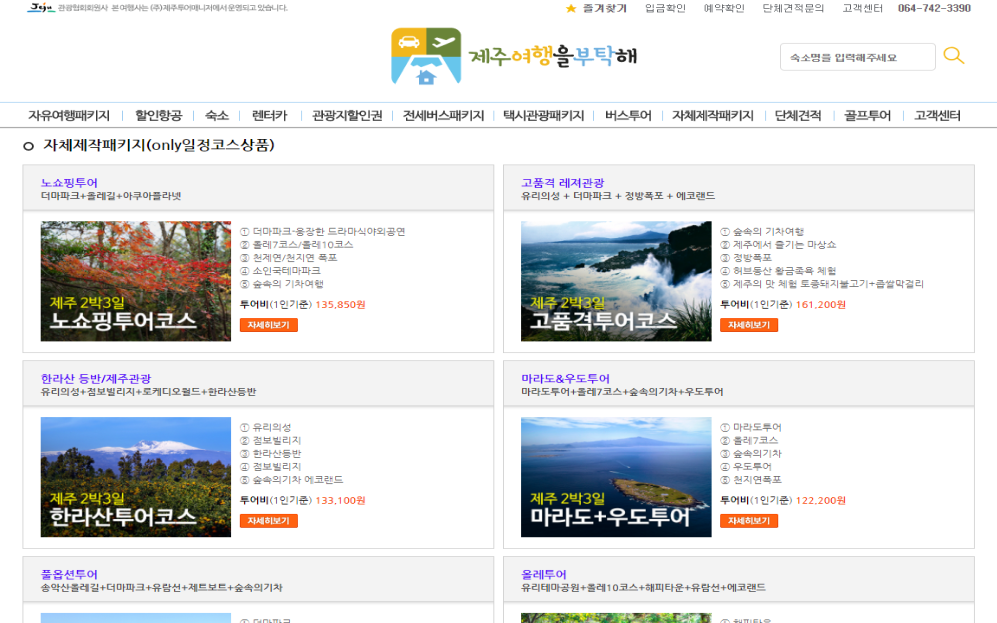 Jeju 관광협회회원사 본 여행사는 (주)제주투어매니저에서 운영되고 있습니다.
★ 즐겨찾기 입금확인 예약확인 단체견적문의 고객센터 064-742-3390
제주여행을부탁해
숙소명을 입력해주세요
자유여행패키지 할인항공 숙소 렌터카 관광지할인권 전세버스패키지 택시관광패키지 버스투어 자체제작패키지 단체견적 골프투어 고객센터
자체제작패키지(only일정코스상품)
노쇼핑투어
더마파크+올레길+아쿠아플라넷
제주 2박3일
노쇼핑투어코스
① 더마파크-웅장한 드라마식야외공연
② 올레7코스/올레10코스
③ 천제연/천지연 폭포
④ 소인국테마파크
⑤ 숲속의 기차여행
투어비(1인기준) 135,850원
자세히보기
고품격 레져관광
유리의성 + 더마파크 + 정방폭포 + 에코랜드
제주 2박3일
고품격투어코스
① 숲속의 기차여행
② 제주에서 즐기는 마상쇼
③ 정방폭포
④ 허브동산 황금족욕 체험
⑤ 제주의 맛 체험 토종돼지불고기+좁쌀막걸리
투어비(1인기준) 161,200원
자세히보기
한라산 등반/제주관광
유리의성+점보빌리지+로케디오월드+한라산등반
제주 2박3일
한라산투어코스
① 유리의성
② 점보빌리지
③ 한라산등반
④ 점보빌리지
⑤ 숲속의기차 에코랜드
투어비(1인기준) 133,100원
자세히보기
마라도&우도투어
마라도투어+올레7코스+숲속의기차+우도투어
제주 2박3일
마라도+우도투어
① 마라도투어
② 올레7코스
③ 숲속의기차
④ 우도투어
⑤ 천지연폭포
투어비(1인기준) 122,200원
자세히보기
풀옵션투어
송악산올레길+더마파크+유람선+제트보트+숲속의기차
① 더마파크
올레투어
유리테마공원+올레10코스+해피타운+유람선+에코랜드
① 해피타운